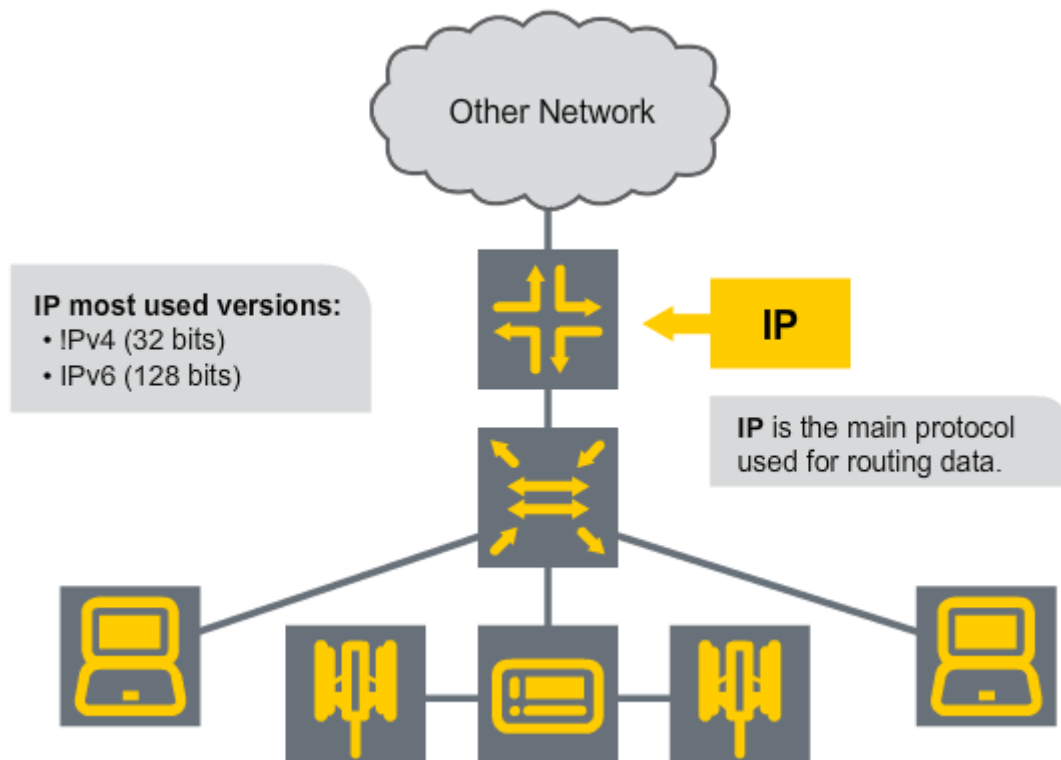 Other Network
IP most used versions:
• !Pv4 (32 bits)
• IPv6 (128 bits)
IP
IP is the main protocol
used for routing data.